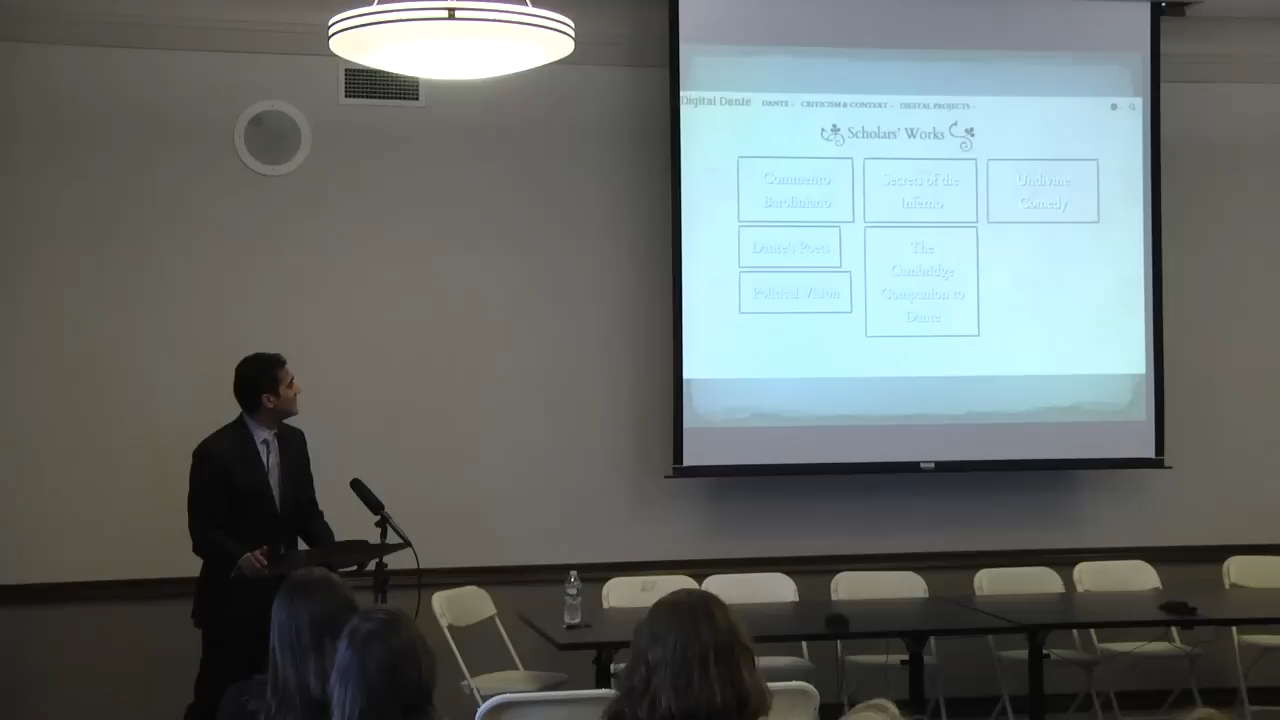 Digital Dante DANTE CRITICISM & CONTEXT DIGITAL PROJECTS
Scholars' Works
Commento
Baroliniano
Secrets of the
Inferno
Undivine
Comedy
Dante's Poets
The
Cambridge
Companion to
Dante
Political Vision